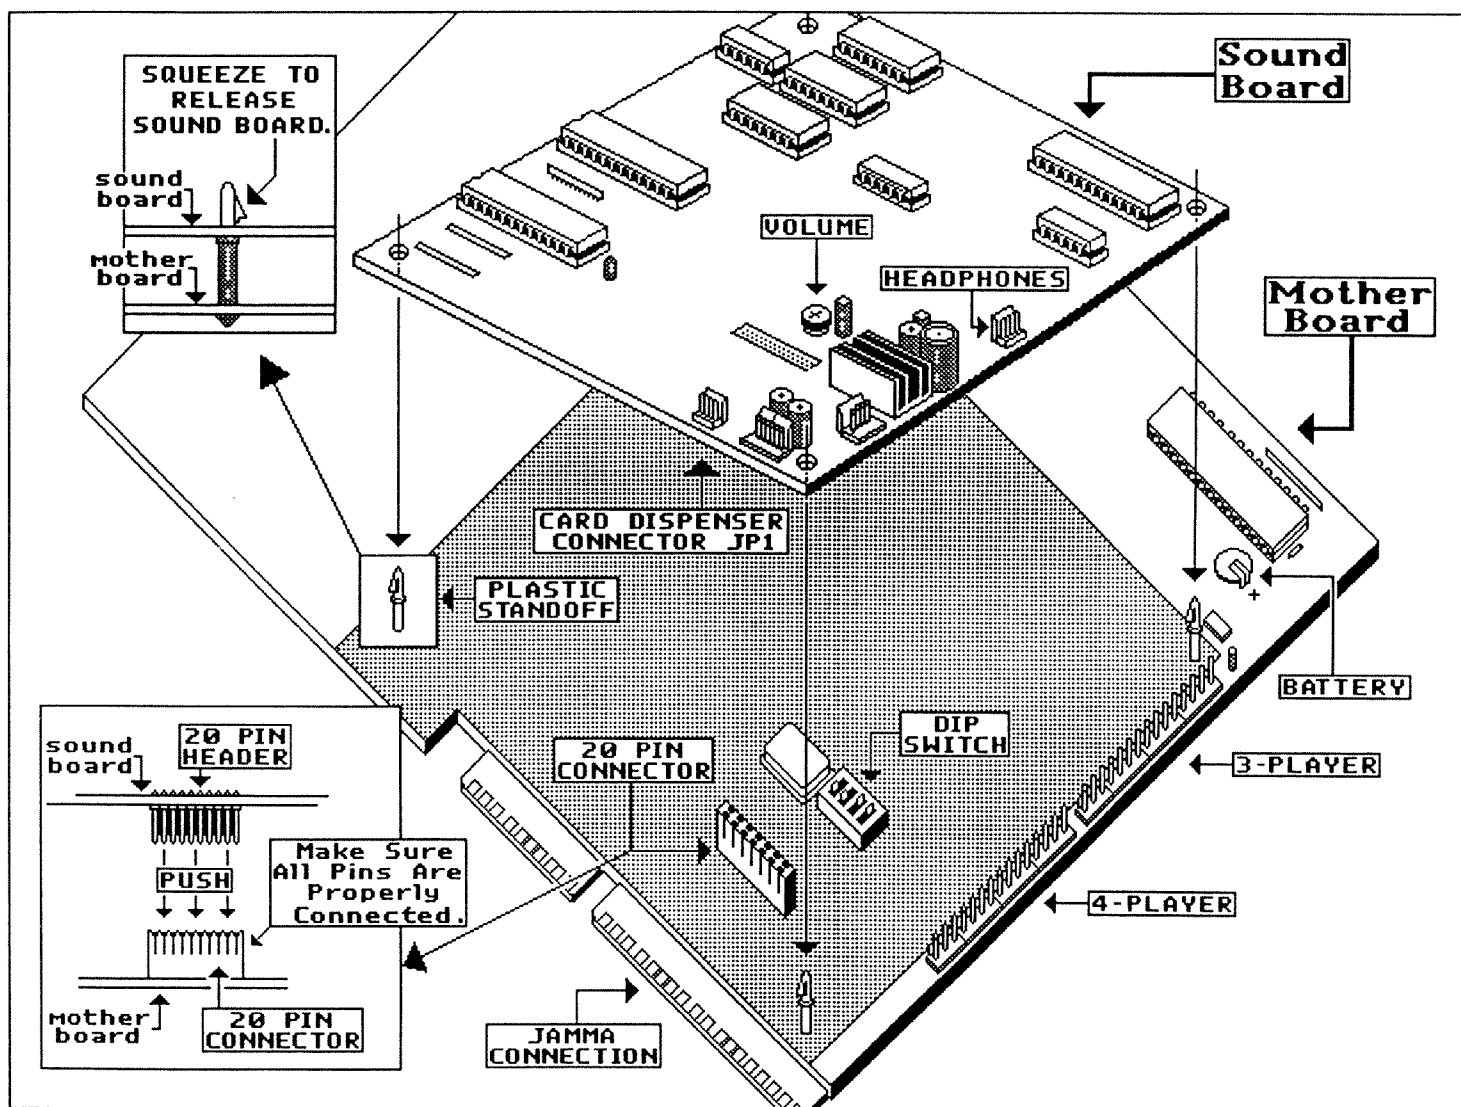 SQUEEZE TO
RELEASE
SOUND BOARD.
sound
board
Mother
board
Sound
Board
VOLUME
HEADPHONES
Mother
Board
CARD DISPENSER
CONNECTOR JP1
PLASTIC
STANDOFF
+
BATTERY
DIP
SWITCH
20 PIN
CONNECTOR
3-PLAYER
4-PLAYER
JAMMA
CONNECTION
sound
board
20 PIN
HEADER
PUSH
Make Sure
All Pins Are
Properly
Connected.
Mother
board
20 PIN
CONNECTOR